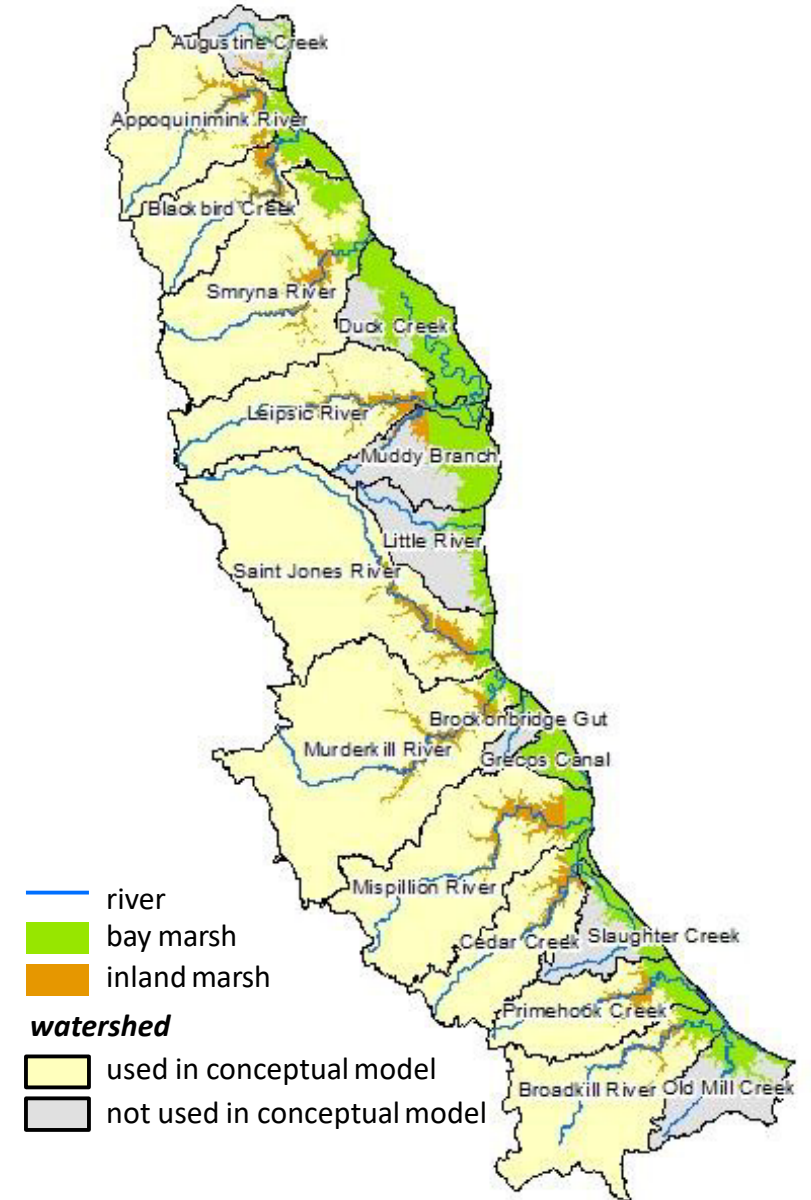 Augustine Creek
Appoquinimink River
Blackbird Creek
Smryna River
Duck Creek
Leipsic River
Muddy Branch
Little River
Saint Jones River
Brockonbridge Gut
Murderkill River
Grecos Canal
Mispillion River
Cedar Creek
Slaughter Creek
Primehook Creek
Broadkill River
Old Mill Creek
river
bay marsh
inland marsh
watershed
used in conceptual model
not used in conceptual model